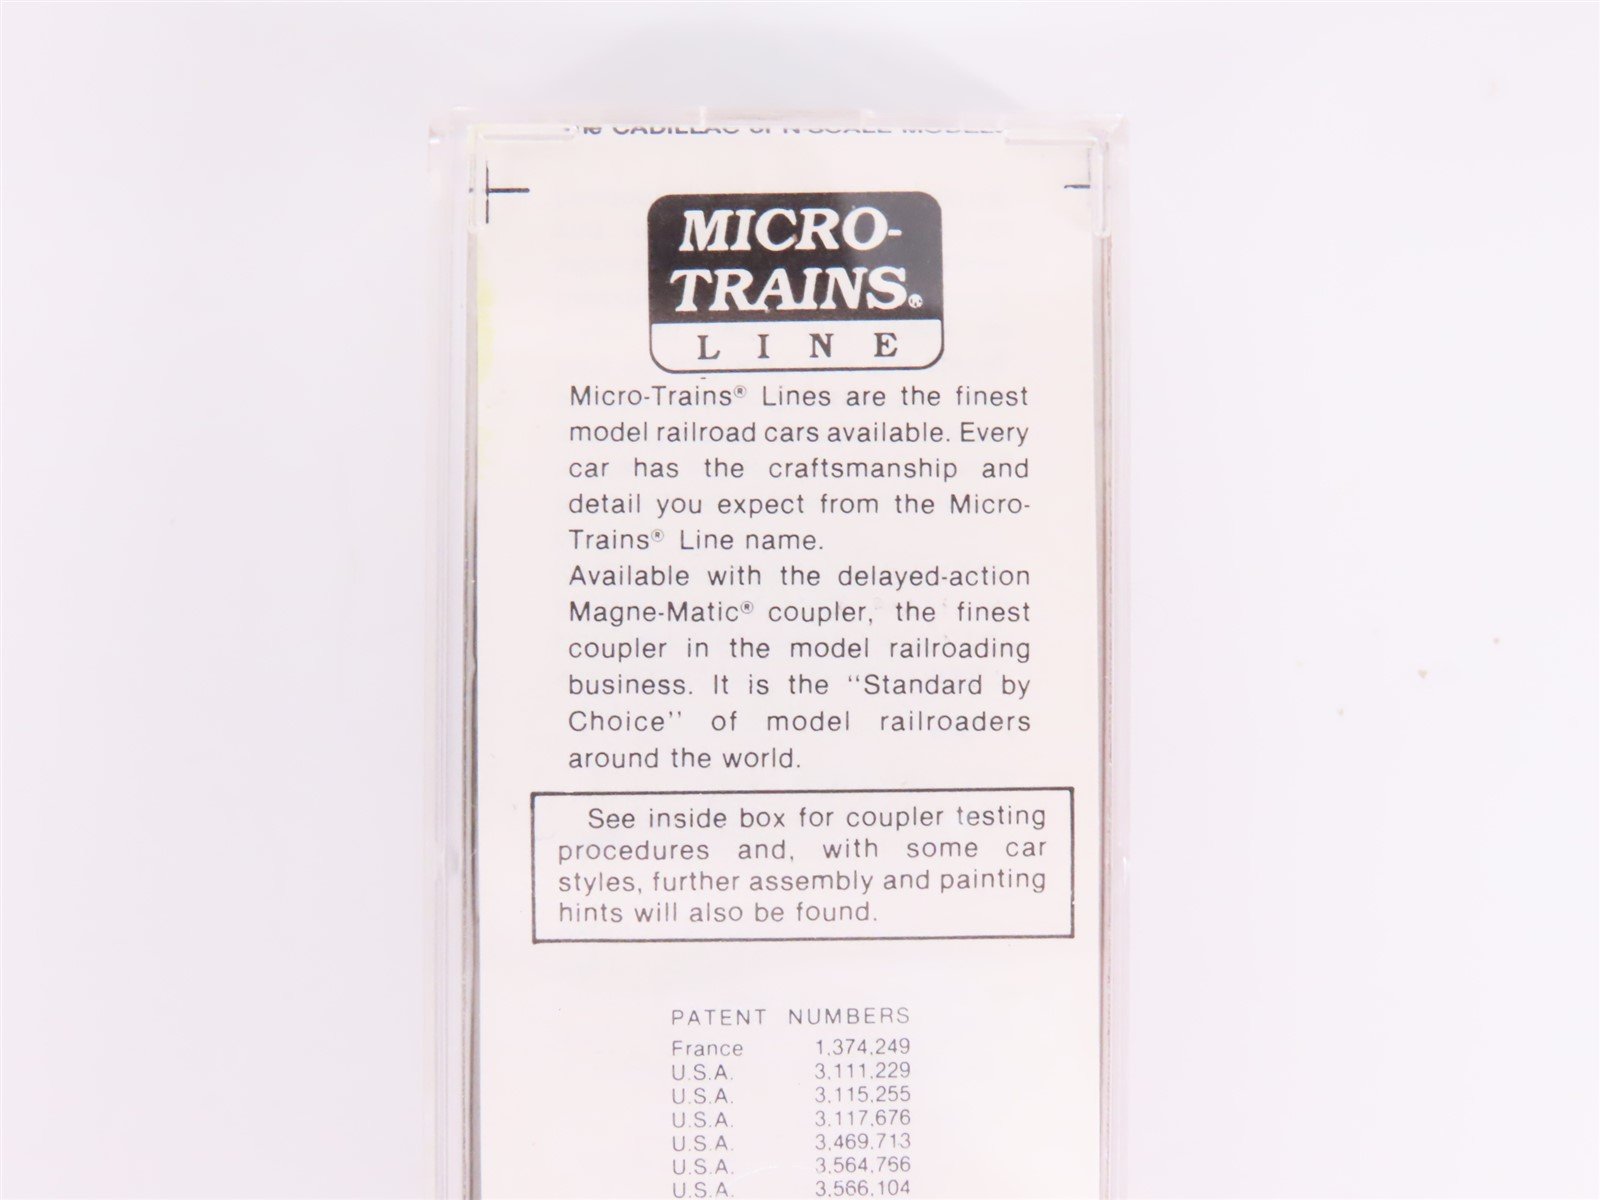 The CADILLAC of N SCALE MODELS
MICRO-
TRAINS®
LINE
Micro-Trains® Lines are the finest
model railroad cars available. Every
car has the craftsmanship and
detail you expect from the Micro-
Trains® Line name.
Available with the delayed-action
Magne-Matic® coupler, the finest
coupler in the model railroading
business. It is the "Standard by
Choice" of model railroaders
around the world.
See inside box for coupler testing
procedures and, with some car
styles, further assembly and painting
hints will also be found.
PATENT NUMBERS
France 1,374,249
U.S.A. 3,111,229
U.S.A. 3,115,255
U.S.A. 3,117,676
U.S.A. 3,469,713
U.S.A. 3,564,766
U.S.A. 3,566,104